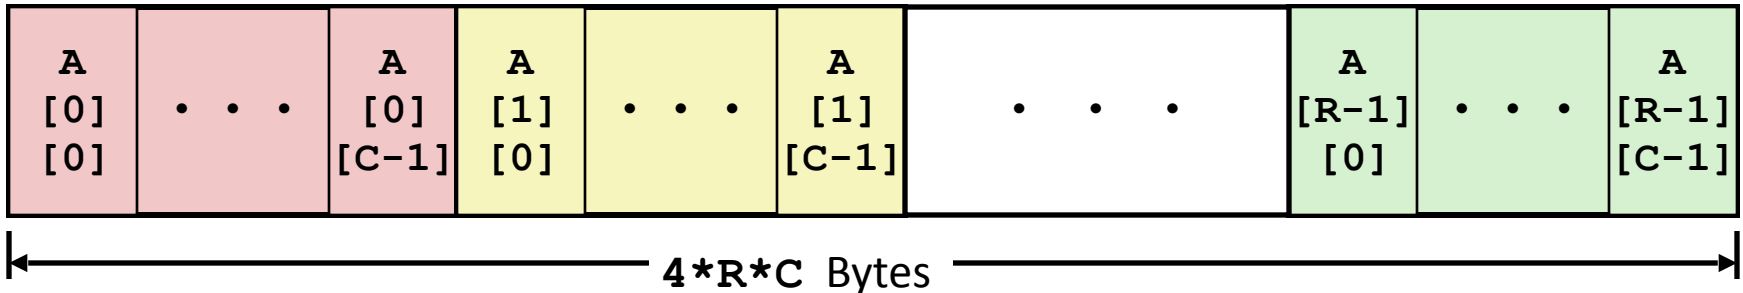 A . . . A A . . . A . . . A . . . A
[0] [0] [1] [1] [R-1] [R-1]
[0] [C-1] [0] [C-1] [0] [C-1]
4*R*C Bytes